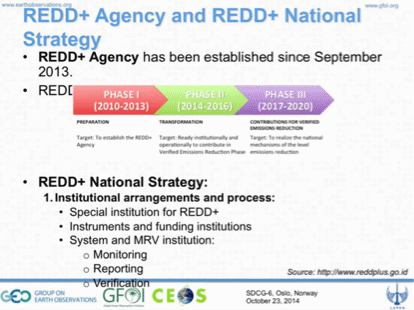 www.earthobservations.org
www.gfoi.org
REDD+ Agency and REDD+ National
Strategy
• REDD+ Agency has been established since September
2013.
• REDD
PHASE I
(2010-2013)
PHASE II
(2014-2016)
PHASE III
(2017-2020)
PREPARATION
Target: To establish the REDD+
Agency
TRANSFORMATION
Target: Ready institutionally and
operationally to contribute in
Verified Emissions Reduction Phase
CONTRIBUTIONS FOR VERIFIED
EMISSIONS REDUCTION
Target: To realize the national
mechanisms of the level
emissions reduction
• REDD+ National Strategy:
1. Institutional arrangements and process:
• Special institution for REDD+
• Instruments and funding institutions
• System and MRV institution:
o Monitoring
o Reporting
o Verification
Source: http://www.reddplus.go.id
GEO GROUP ON
EARTH OBSERVATIONS
GFOI
CEOS
SDCG-6, Oslo, Norway
October 23, 2014
LAPAN